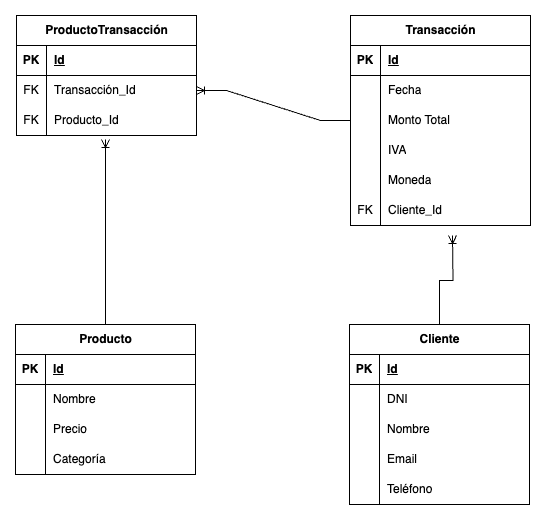 ProductoTransacción
PK Id
FK Transacción_Id
FK Producto_Id
Transacción
PK Id
Fecha
Monto Total
IVA
Moneda
FK Cliente_Id
Producto
PK Id
Nombre
Precio
Categoría
Cliente
PK Id
DNI
Nombre
Email
Teléfono